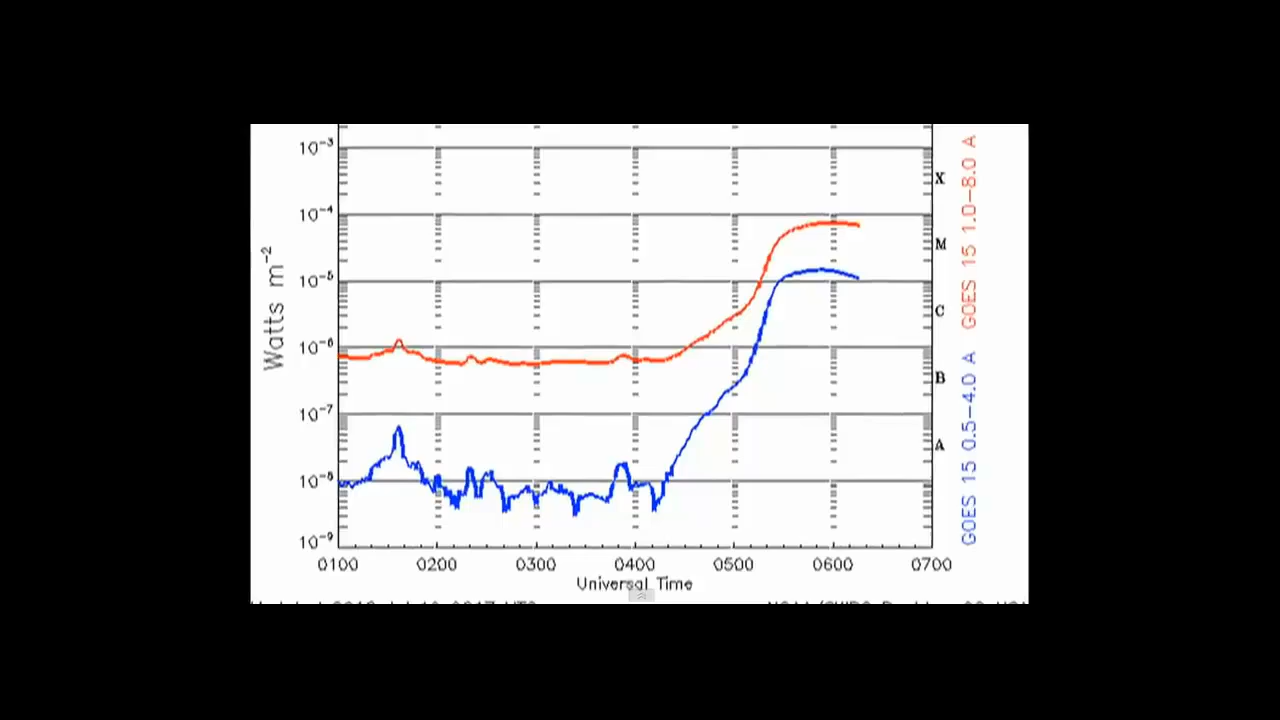 10-3
10-4
10-5
10-6
10-7
10-8
10-9
Watts m-2
X
M
C
B
A
GOES 15 1.0-8.0 A
GOES 15 0.5-4.0 A
0100 0200 0300 0400 0500 0600 0700
Universal Time